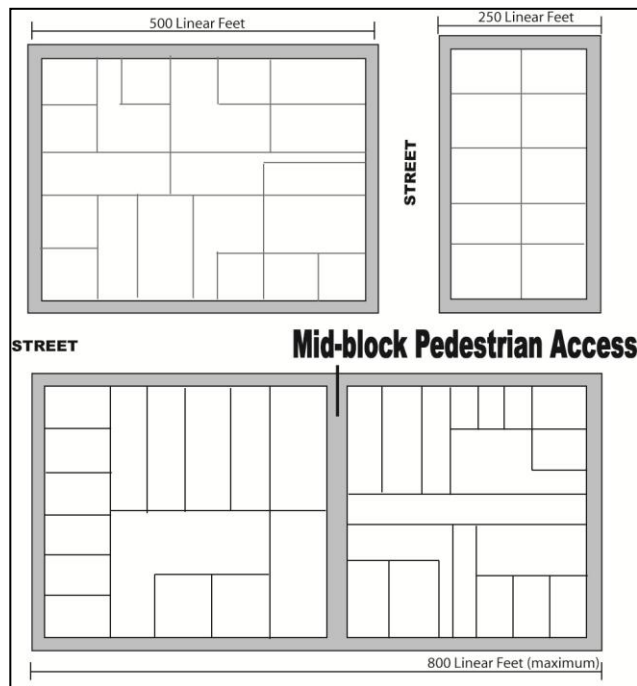 500 Linear Feet
250 Linear Feet
STREET
STREET
Mid-block Pedestrian Access
800 Linear Feet (maximum)